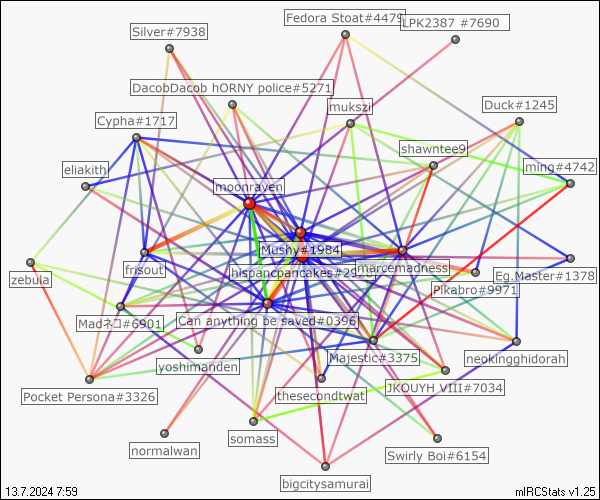 Fedora Stoat#4479
LPK2387 #7690
Silver#7938
DacobDacob hORNY police#5271
mukszi
Duck#1245
Cypha#1717
shawntee9
ming#4742
eliakith
moonraven
Mushy#1984
hispancpancakes#2926
marcemadness
Eg.Master#1378
zebula
frisout
Pikabro#9971
Madネコ#6901
Can anything be saved#0396
Majestic#3375
neokingghidorah
yoshimanden
JKOUYH VIII#7034
Pocket Persona#3326
thesecondtwat
somass
normalwan
Swirly Boi#6154
bigcitysamurai
13.7.2024 7:59
mIRCStats v1.25